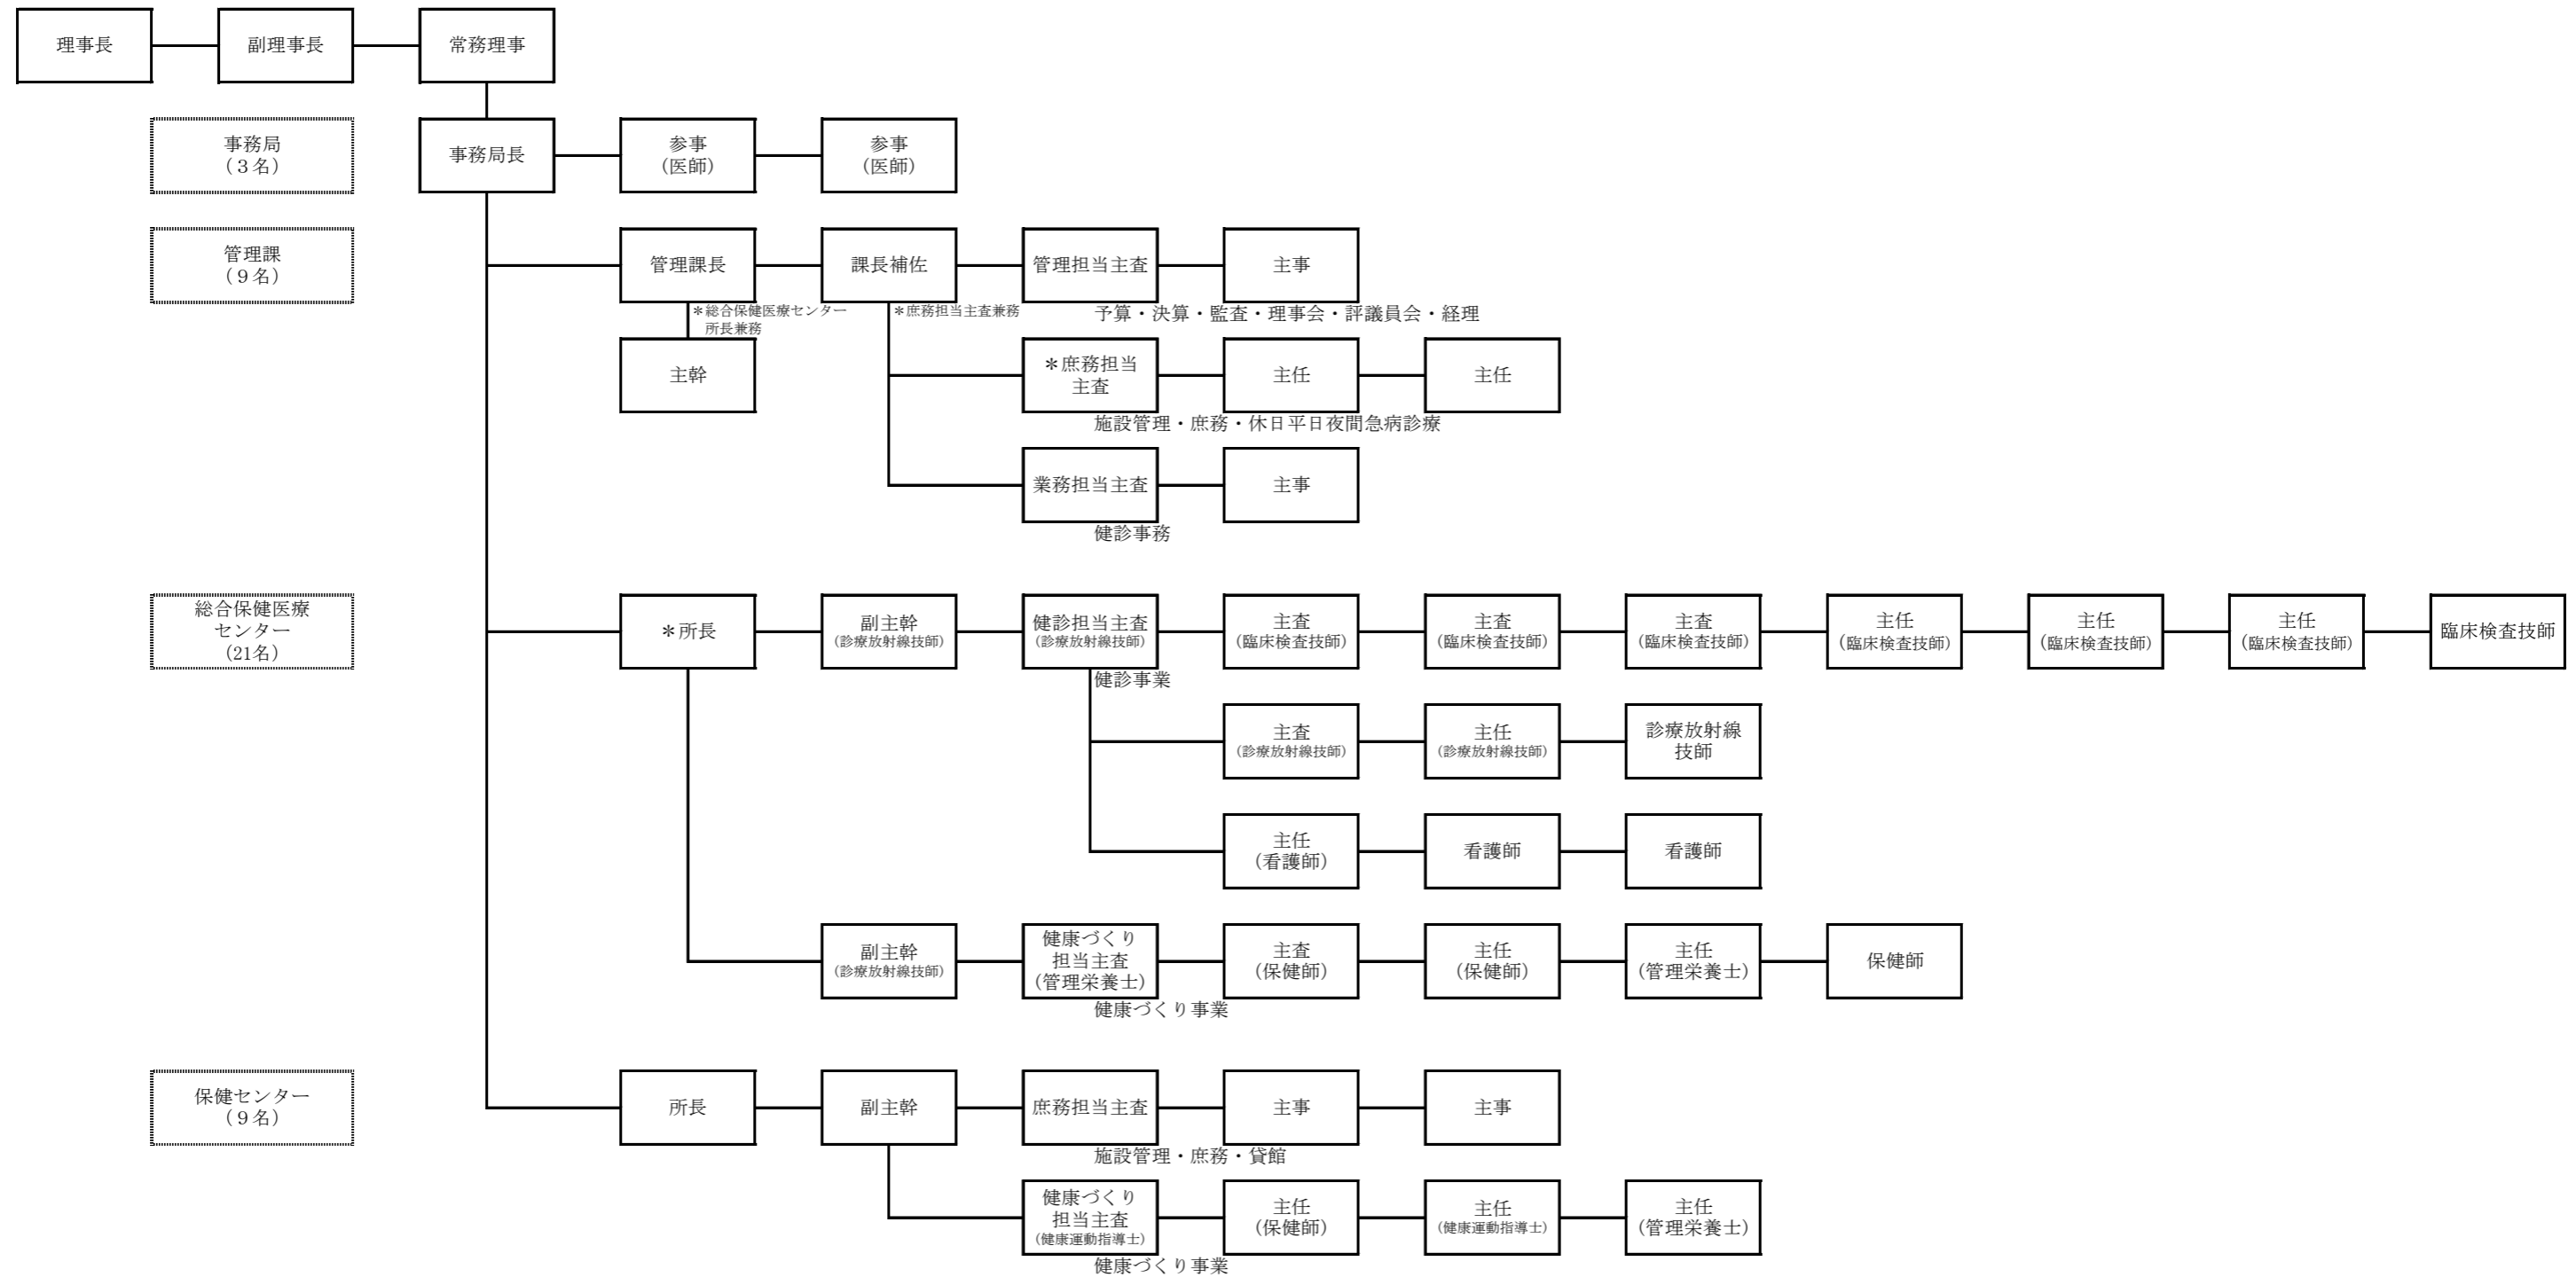 理事長
副理事長
常務理事
事務局
（３名）
事務局長
参事
（医師）
参事
（医師）
管理課
（９名）
管理課長
課長補佐
管理担当主査
主事
＊総合保健医療センター
所長兼務
＊庶務担当主査兼務
予算・決算・監査・理事会・評議員会・経理
主幹
＊庶務担当
主査
主任
主任
施設管理・庶務・休日平日夜間急病診療
業務担当主査
主事
健診事務
総合保健医療
センター
（21名）
＊所長
副主幹
（診療放射線技師）
健診担当主査
（診療放射線技師）
主査
（臨床検査技師）
主査
（臨床検査技師）
主査
（臨床検査技師）
主任
（臨床検査技師）
主任
（臨床検査技師）
主任
（臨床検査技師）
臨床検査技師
健診事業
主査
（診療放射線技師）
主任
（診療放射線技師）
診療放射線
技師
主任
（看護師）
看護師
看護師
副主幹
（診療放射線技師）
健康づくり
担当主査
（管理栄養士）
主査
（保健師）
主任
（保健師）
主任
（管理栄養士）
保健師
健康づくり事業
保健センター
（９名）
所長
副主幹
庶務担当主査
主事
主事
施設管理・庶務・貸館
健康づくり
担当主査
（健康運動指導士）
主任
（保健師）
主任
（健康運動指導士）
主任
（管理栄養士）
健康づくり事業